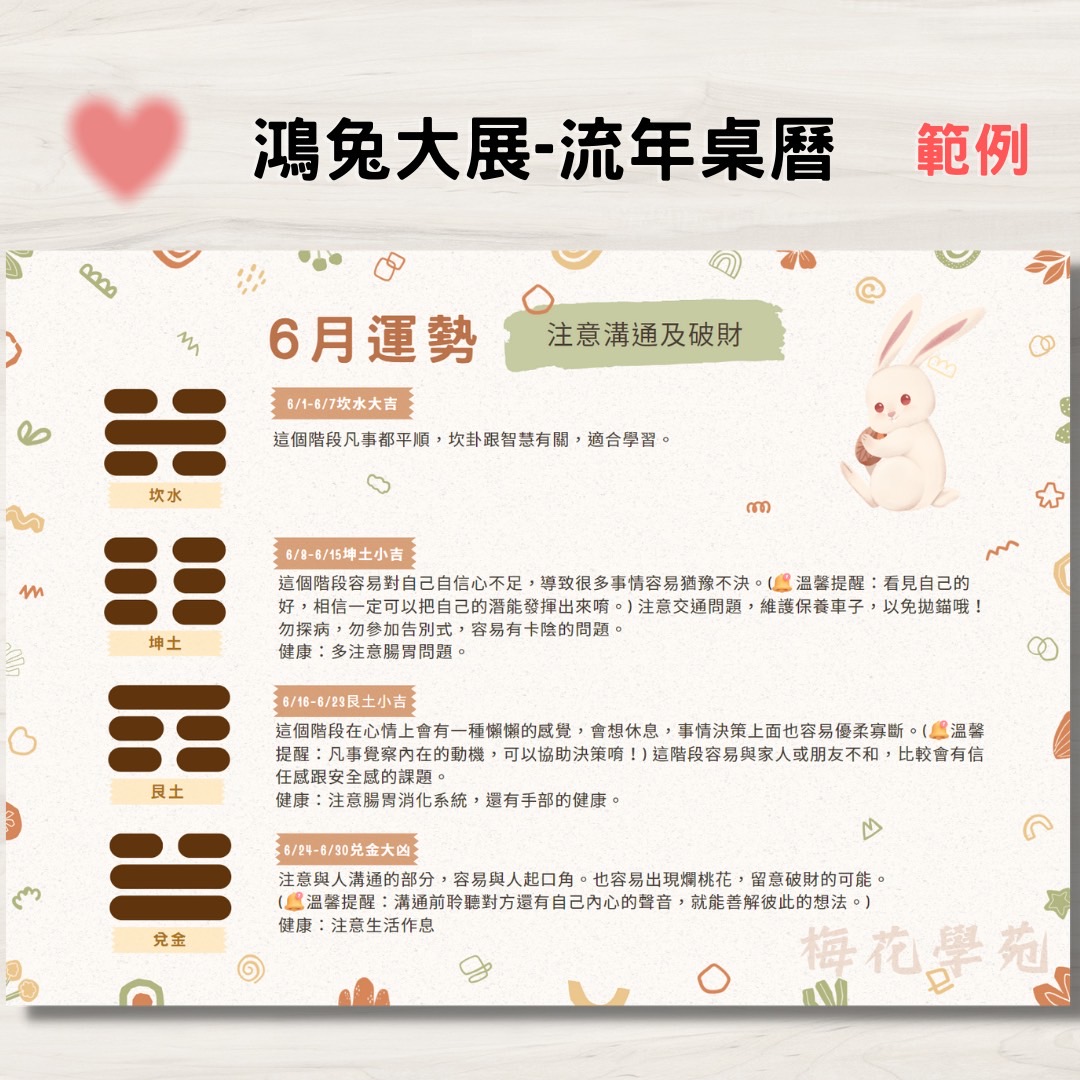 鴻兔大展-流年桌曆 範例
6月運勢 注意溝通及破財
6/1-6/7坎水大吉
這個階段凡事都平順，坎卦跟智慧有關，適合學習。
坎水
6/8-6/15坤土小吉
這個階段容易對自己自信心不足，導致很多事情容易猶豫不決。(溫馨提醒：看見自己的
好，相信一定可以把自己的潛能發揮出來唷。) 注意交通問題，維護保養車子，以免拋錨哦！
勿探病，勿參加告別式，容易有卡陰的問題。
健康：多注意腸胃問題。
坤土
6/16-6/23艮土小吉
這個階段在心情上會有一種懶懶的感覺，會想休息，事情決策上面也容易優柔寡斷。(溫馨
提醒：凡事覺察內在的動機，可以協助決策唷！) 這階段容易與家人或朋友不和，比較會有信
任感跟安全感的課題。
健康：注意腸胃消化系統，還有手部的健康。
艮土
6/24-6/30兌金大凶
注意與人溝通的部分，容易與人起口角。也容易出現爛桃花，留意破財的可能。
(溫馨提醒：溝通前聆聽對方還有自己內心的聲音，就能善解彼此的想法。)
健康：注意生活作息
兌金
梅花學苑